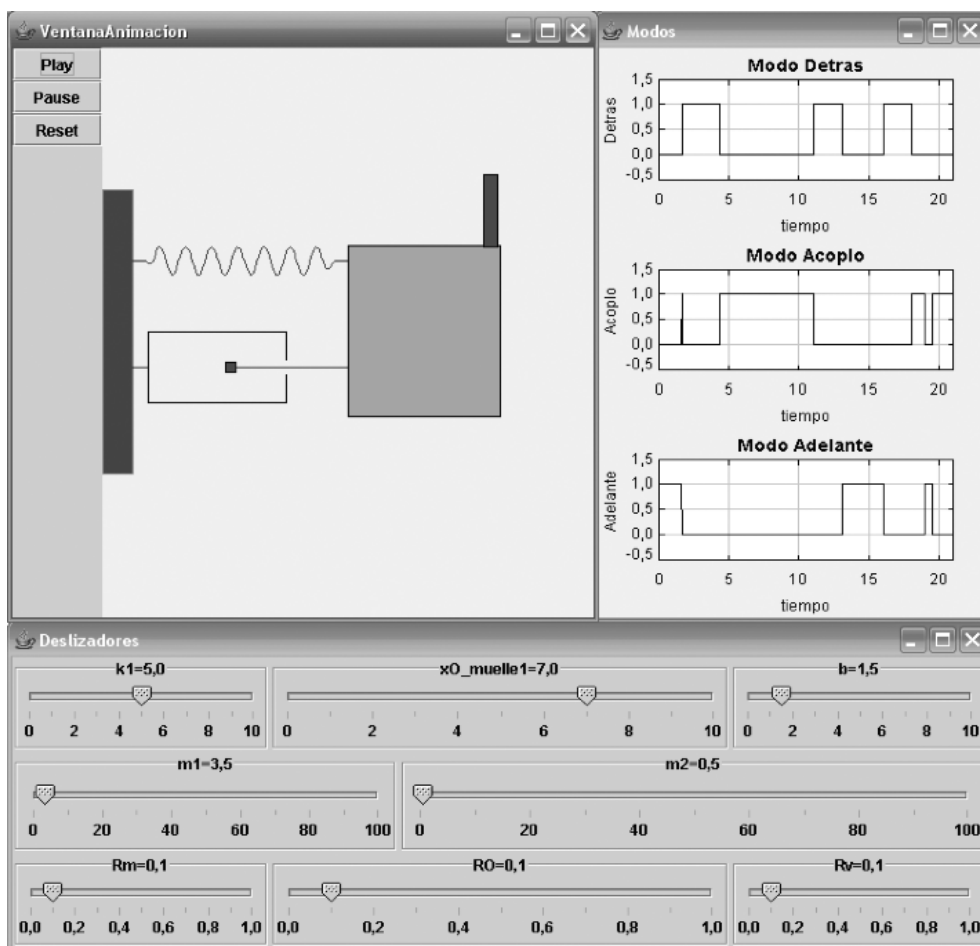 VentanaAnimacion
Play
Pause
Reset
Modos
Modo Detras
Detras
1,5
1,0
0,5
0,0
-0,5
0 5 10 15 20
tiempo
Modo Acoplo
Acoplo
1,5
1,0
0,5
0,0
-0,5
0 5 10 15 20
tiempo
Modo Adelante
Adelante
1,5
1,0
0,5
0,0
-0,5
0 5 10 15 20
tiempo
Deslizadores
k1=5,0
0 2 4 6 8 10
xO_muelle1=7,0
0 2 4 6 8 10
b=1,5
0 2 4 6 8 10
m1=3,5
0 20 40 60 80 100
m2=0,5
0 20 40 60 80 100
Rm=0,1
0,0 0,2 0,4 0,6 0,8 1,0
RO=0,1
0,0 0,2 0,4 0,6 0,8 1,0
Rv=0,1
0,0 0,2 0,4 0,6 0,8 1,0